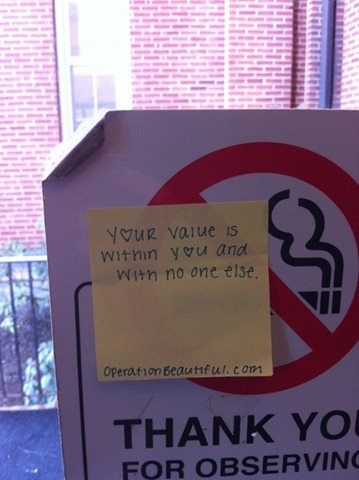 Your value is
within you and
with no one else.
OperationBeautiful.com
THANK YOU
FOR OBSERVING